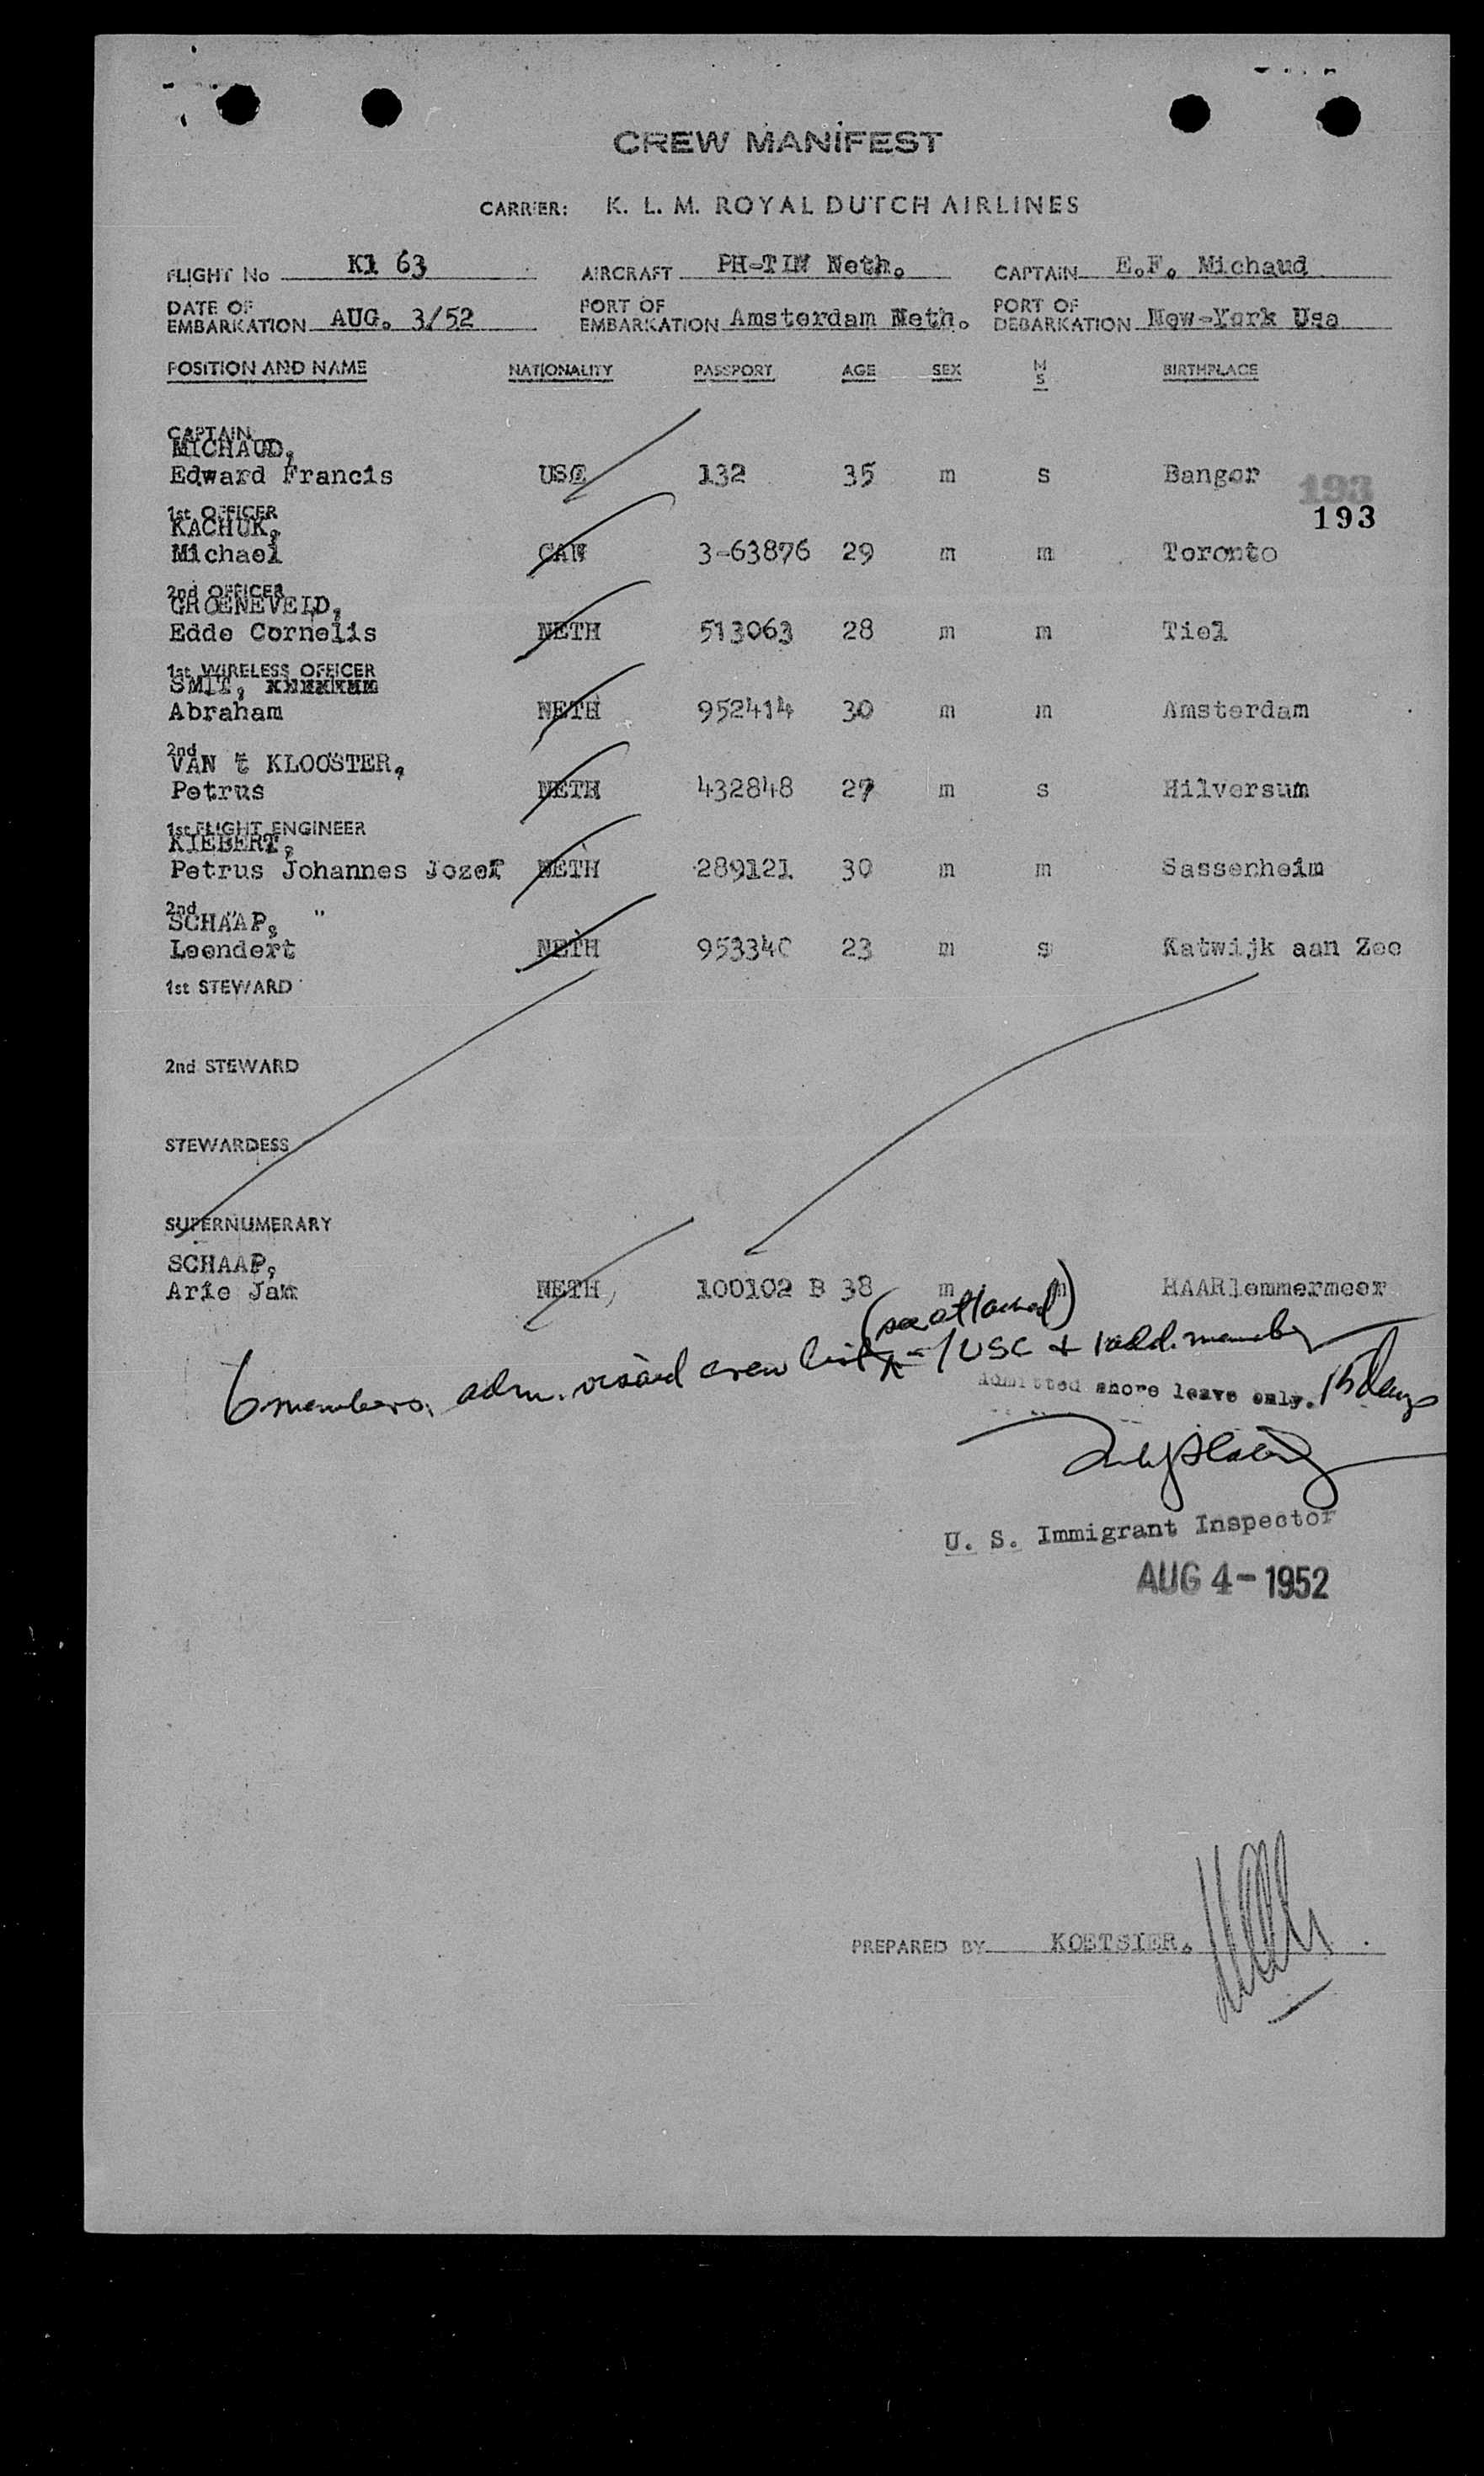 CREW MANIFEST
CARRIER: K. L. M. ROYAL DUTCH AIRLINES
FLIGHT No Kl 63 AIRCRAFT PH-TIM Neth. CAPTAIN E.F. Michaud
DATE OF EMBARKATION AUG. 3/52 PORT OF EMBARKATION Amsterdam Neth. PORT OF DEBARKATION New-York Usa
POSITION AND NAME NATIONALITY PASSPORT AGE SEX M S BIRTHPLACE
CAPTAIN
MICHAUD,
Edward Francis USC 132 35 m s Bangor
193
193
1st OFFICER
KACHUK,
Michael CAN 3-63876 29 m m Toronto
2nd OFFICER
GROENEVELD,
Edde Cornelis NETH 513063 28 m m Tiel
1st WIRELESS OFFICER
SMIT,
Abraham NETH 952414 30 m m Amsterdam
2nd " "
VAN t KLOOSTER,
Petrus NETH 432848 27 m s Hilversum
1st FLIGHT ENGINEER
KIEBERT,
Petrus Johannes Jozef NETH 289121 30 m m Sassenheim
2nd " "
SCHAAP,
Leendert NETH 953340 23 m s Katwijk aan Zee
1st STEWARD
2nd STEWARD
STEWARDESS
SUPERNUMERARY
SCHAAP,
Arie Jan NETH, 100102 B 38 m m HAARlemmermeer
(see attached)
6 members, adm. visaed crew list = 1 USC + 1 add. member
Admitted shore leave only. 15 days
U. S. Immigrant Inspector
AUG 4 - 1952
PREPARED BY KOETSIER.